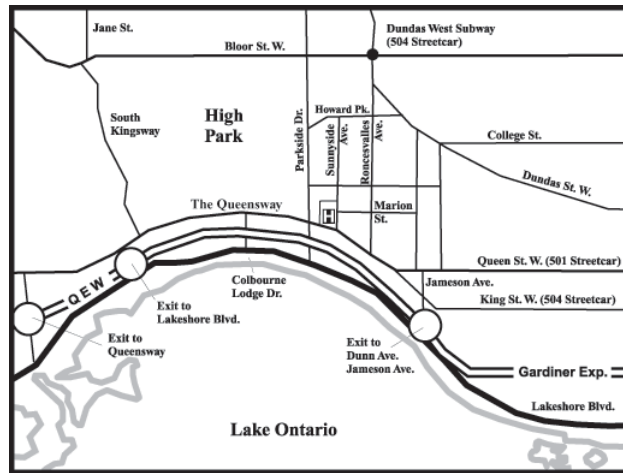 Jane St.
Dundas West Subway
(504 Streetcar)
Bloor St. W.
South
Kingsway
High
Park
Howard Pk.
Parkside Dr.
Sunnyside
Ave.
Roncesvalles
Ave.
College St.
Dundas St. W.
The Queensway
Marion
St.
H
Queen St. W. (501 Streetcar)
QEW
Colbourne
Lodge Dr.
Jameson Ave.
King St. W. (504 Streetcar)
Exit to
Lakeshore Blvd.
Exit to
Queensway
Exit to
Dunn Ave.
Jameson Ave.
Gardiner Exp.
Lakeshore Blvd.
Lake Ontario